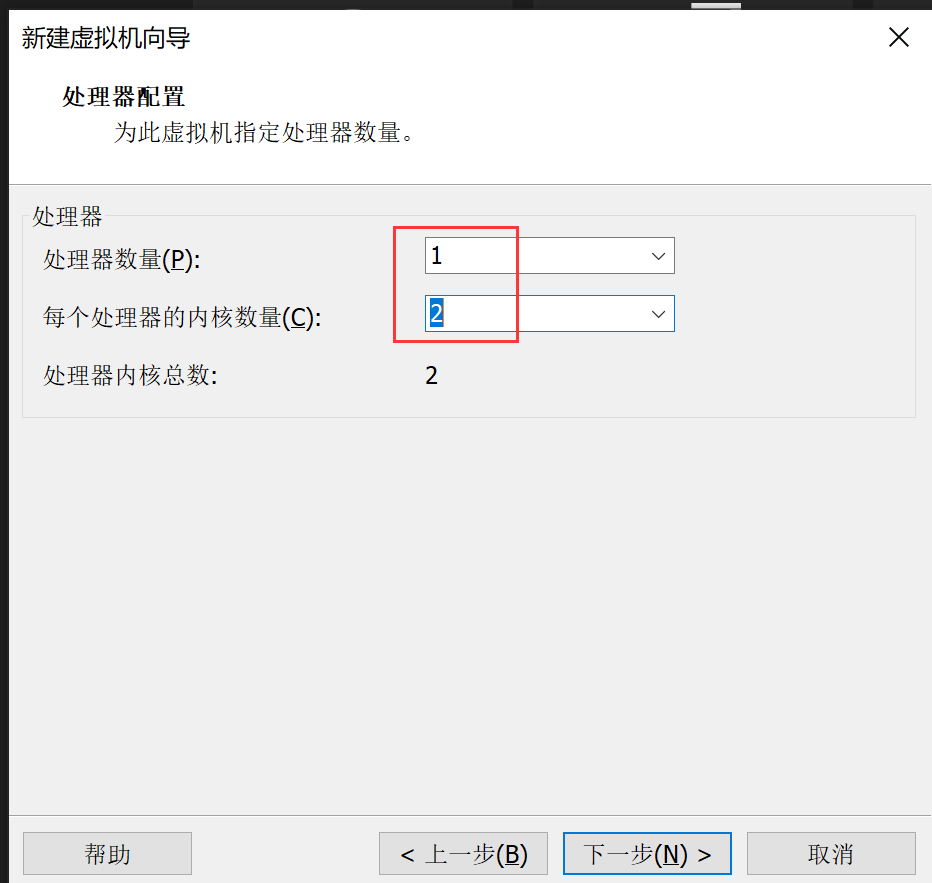 新建虚拟机向导
处理器配置
为此虚拟机指定处理器数量。
处理器
处理器数量(P): 1
每个处理器的内核数量(C): 2
处理器内核总数: 2
帮助 < 上一步(B) 下一步(N) > 取消